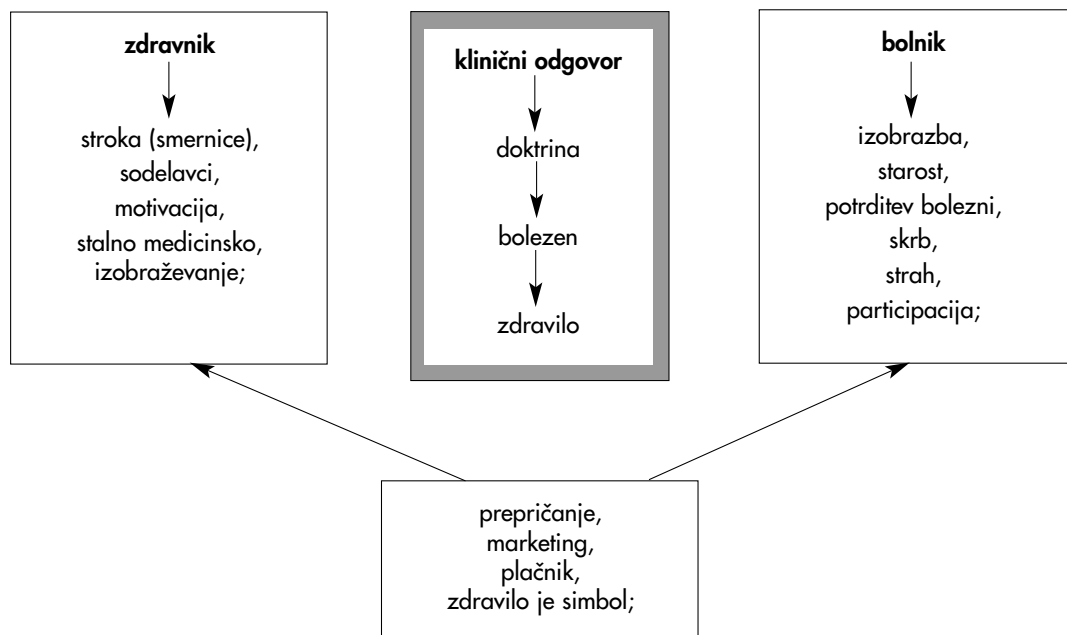 zdravnik
stroka (smernice),
sodelavci,
motivacija,
stalno medicinsko,
izobraževanje;
klinični odgovor
doktrina
bolezen
zdravilo
bolnik
izobrazba,
starost,
potrditev bolezni,
skrb,
strah,
participacija;
prepričanje,
marketing,
plačnik,
zdravilo je simbol;